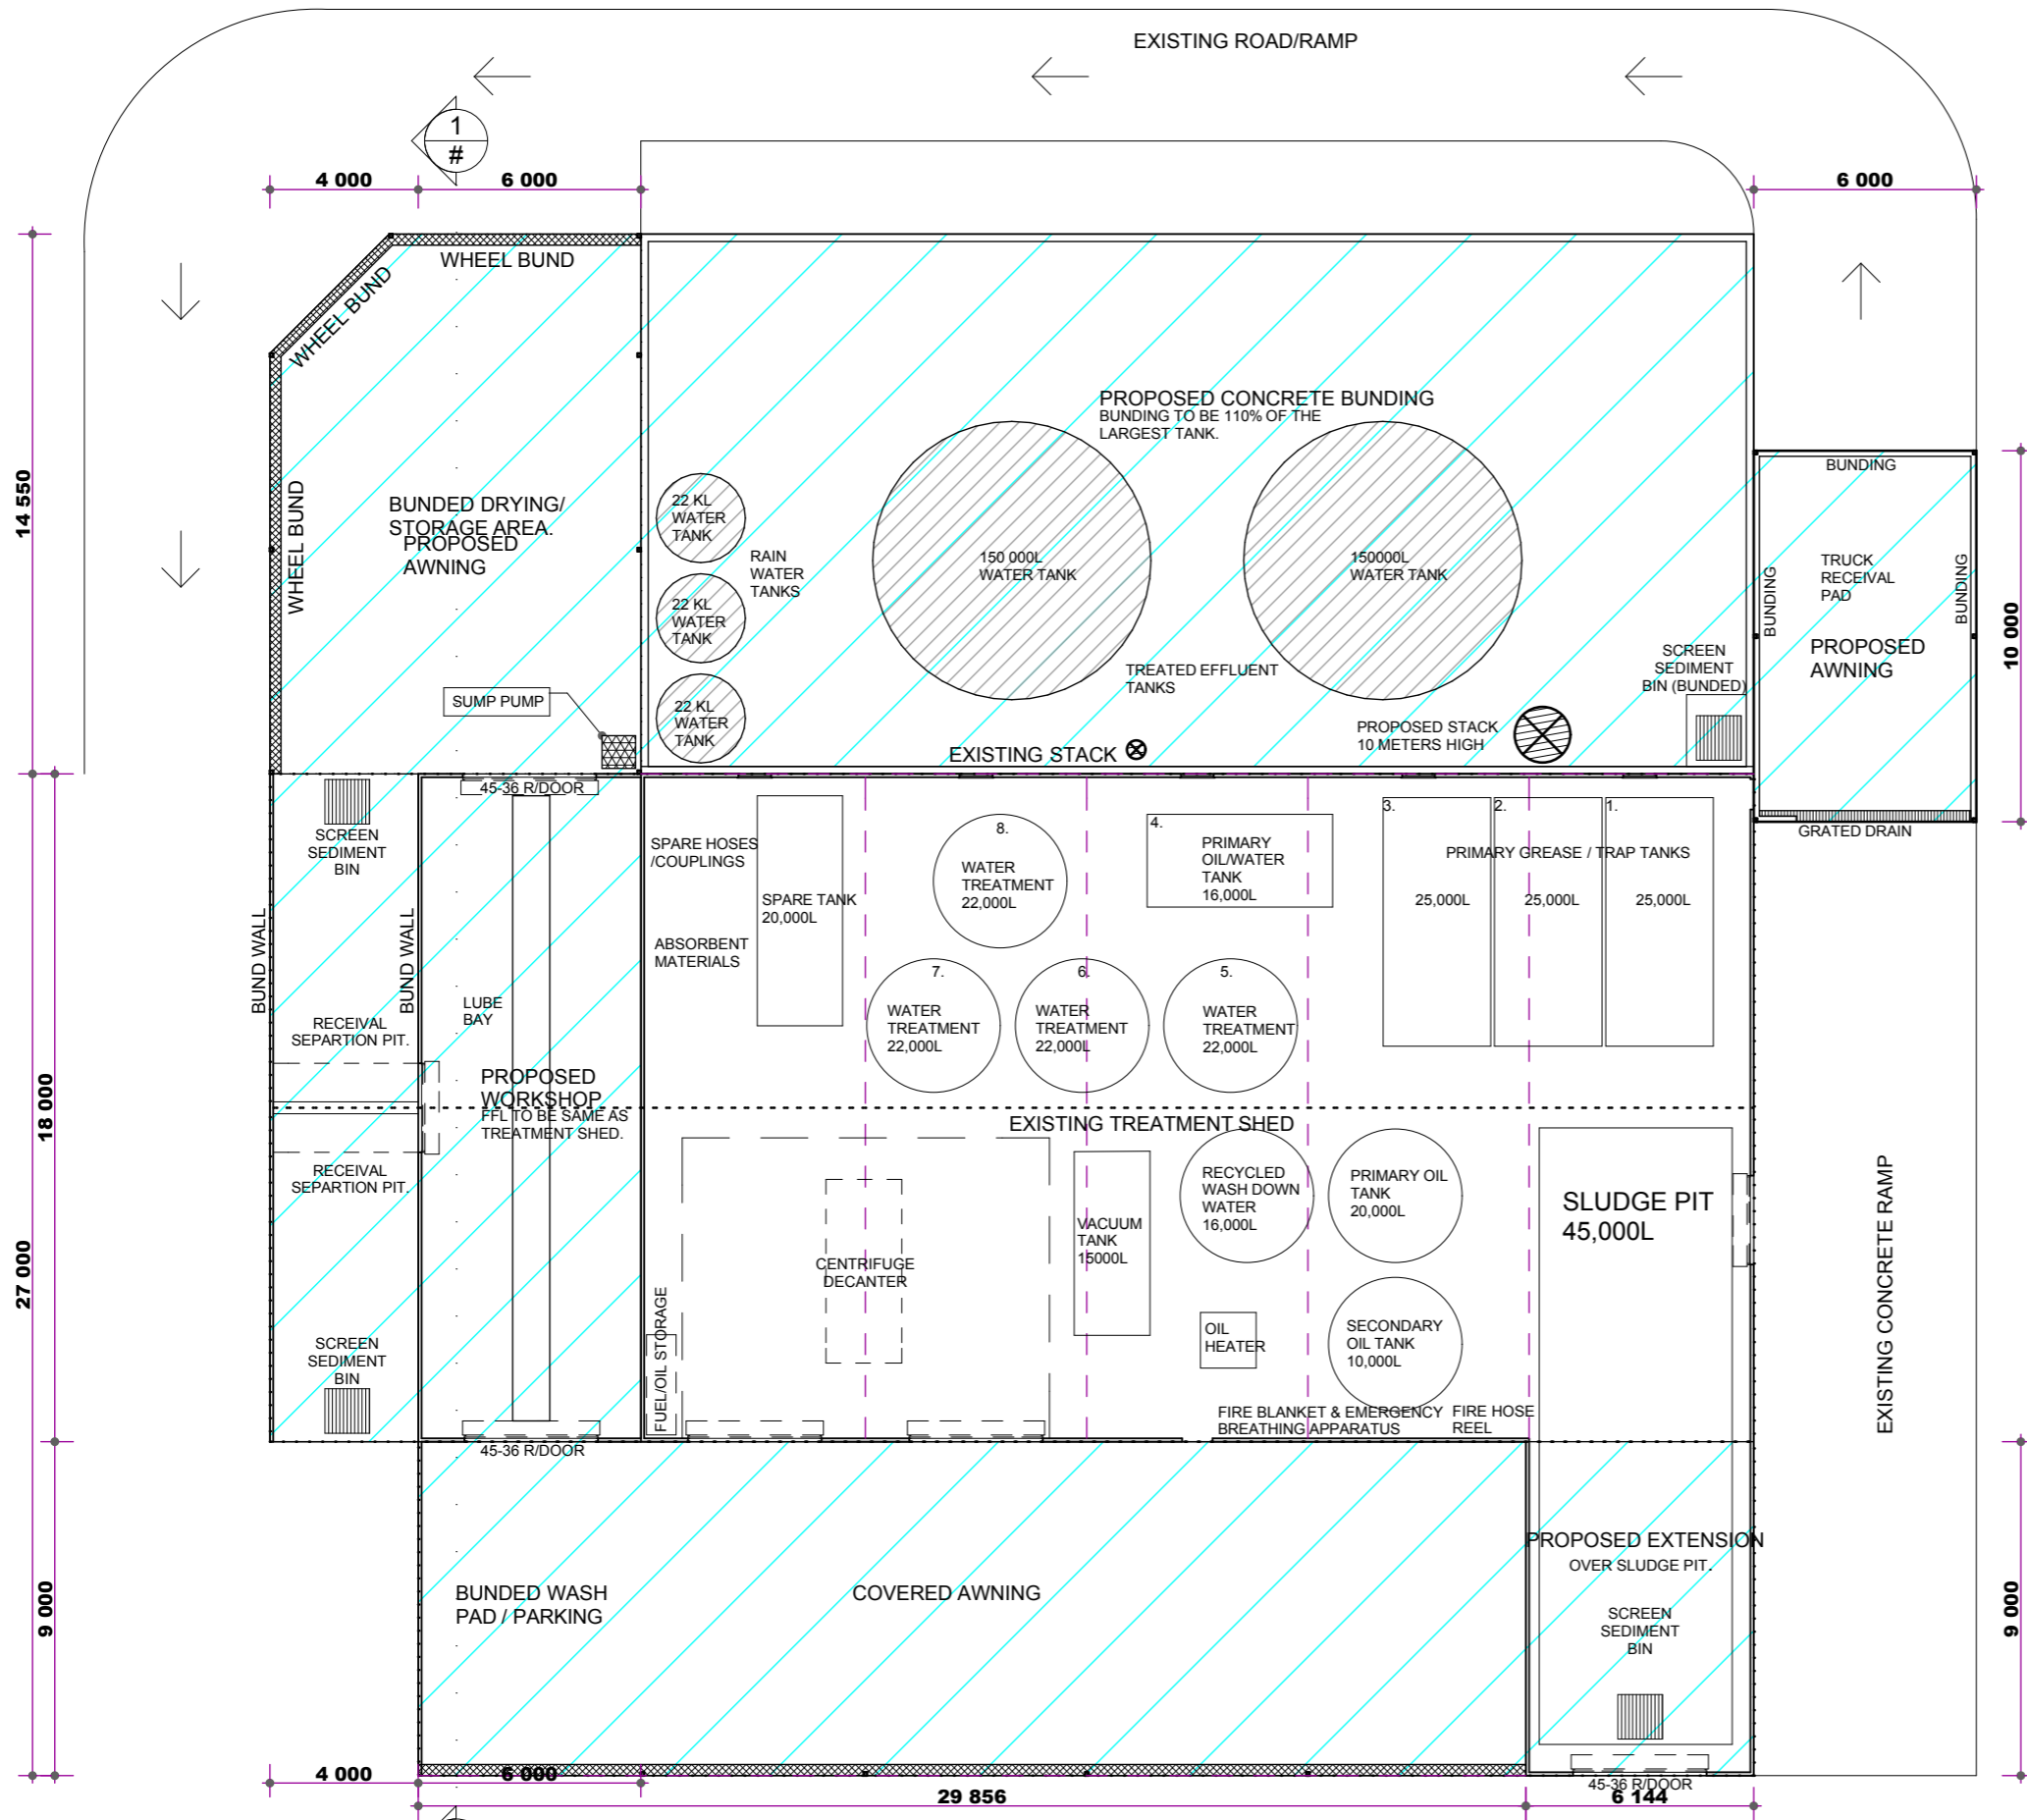 EXISTING ROAD/RAMP
1
#
4 000
6 000
6 000
WHEEL BUND
WHEEL BUND
WHEEL BUND
14 550
PROPOSED CONCRETE BUNDING
BUNDING TO BE 110% OF THE
LARGEST TANK.
BUNDED DRYING/
STORAGE AREA.
PROPOSED
AWNING
22 KL
WATER
TANK
22 KL
WATER
TANK
22 KL
WATER
TANK
RAIN
WATER
TANKS
150 000L
WATER TANK
150000L
WATER TANK
TREATED EFFLUENT
TANKS
BUNDING
BUNDING
BUNDING
TRUCK
RECEIVAL
PAD
PROPOSED
AWNING
10 000
SCREEN
SEDIMENT
BIN (BUNDED)
SUMP PUMP
EXISTING STACK
PROPOSED STACK
10 METERS HIGH
GRATED DRAIN
45-36 R/DOOR
SCREEN
SEDIMENT
BIN
BUND WALL
BUND WALL
LUBE
BAY
RECEIVAL
SEPARTION PIT.
RECEIVAL
SEPARTION PIT.
PROPOSED
WORKSHOP
FFL TO BE SAME AS
TREATMENT SHED.
SCREEN
SEDIMENT
BIN
45-36 R/DOOR
SPARE HOSES
/COUPLINGS
ABSORBENT
MATERIALS
SPARE TANK
20,000L
8.
WATER
TREATMENT
22,000L
7.
WATER
TREATMENT
22,000L
6.
WATER
TREATMENT
22,000L
5.
WATER
TREATMENT
22,000L
4.
PRIMARY
OIL/WATER
TANK
16,000L
3.
2.
1.
PRIMARY GREASE / TRAP TANKS
25,000L
25,000L
25,000L
EXISTING TREATMENT SHED
CENTRIFUGE
DECANTER
FUEL/OIL STORAGE
VACUUM
TANK
15000L
RECYCLED
WASH DOWN
WATER
16,000L
PRIMARY OIL
TANK
20,000L
OIL
HEATER
SECONDARY
OIL TANK
10,000L
SLUDGE PIT
45,000L
FIRE BLANKET & EMERGENCY
BREATHING APPARATUS
FIRE HOSE
REEL
EXISTING CONCRETE RAMP
18 000
27 000
9 000
9 000
BUNDED WASH
PAD / PARKING
COVERED AWNING
PROPOSED EXTENSION
OVER SLUDGE PIT.
SCREEN
SEDIMENT
BIN
45-36 R/DOOR
4 000
6 000
29 856
6 144